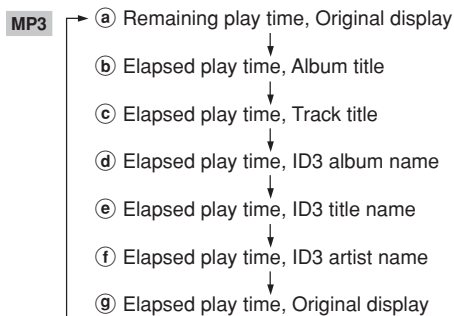 MP3
ⓐ Remaining play time, Original display
ⓑ Elapsed play time, Album title
ⓒ Elapsed play time, Track title
ⓓ Elapsed play time, ID3 album name
ⓔ Elapsed play time, ID3 title name
ⓕ Elapsed play time, ID3 artist name
ⓖ Elapsed play time, Original display